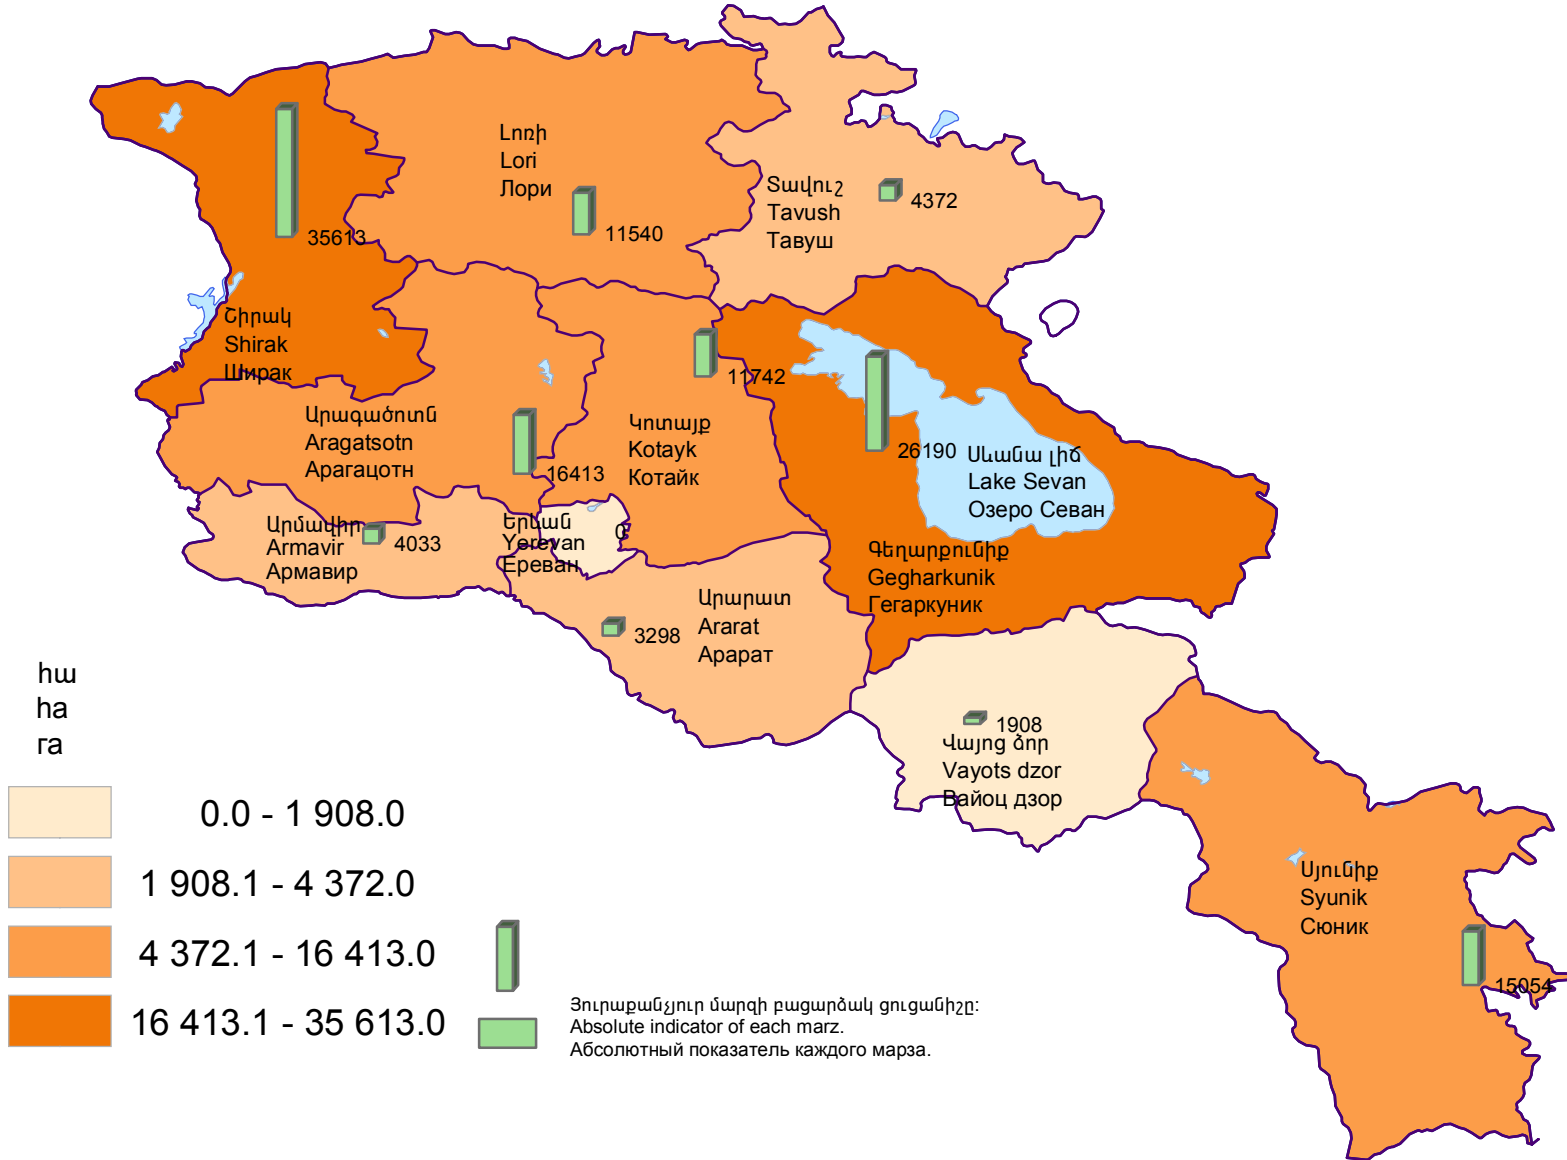 Լոռի
Lori
Лори
11540
35613
Տավուշ
Tavush
Тавуш
4372
Շիրակ
Shirak
Ширак
11742
Արագածոտն
Aragatsotn
Арагацотн
16413
Կոտայք
Kotayk
Котайк
26190
Սևանա լիճ
Lake Sevan
Озеро Севан
Արմավիր
Armavir
Армавир
4033
Երևան
Yerevan
Ереван
0
Գեղարքունիք
Gegharkunik
Гегаркуник
Արարատ
Ararat
Арарат
3298
1908
Վայոց ձոր
Vayots dzor
Вайоц дзор
Սյունիք
Syunik
Сюник
15054
հա
ha
га
0.0 - 1 908.0
1 908.1 - 4 372.0
4 372.1 - 16 413.0
16 413.1 - 35 613.0
Յուրաքանչյուր մարզի բացարձակ ցուցանիշը:
Absolute indicator of each marz.
Абсолютный показатель каждого марза.